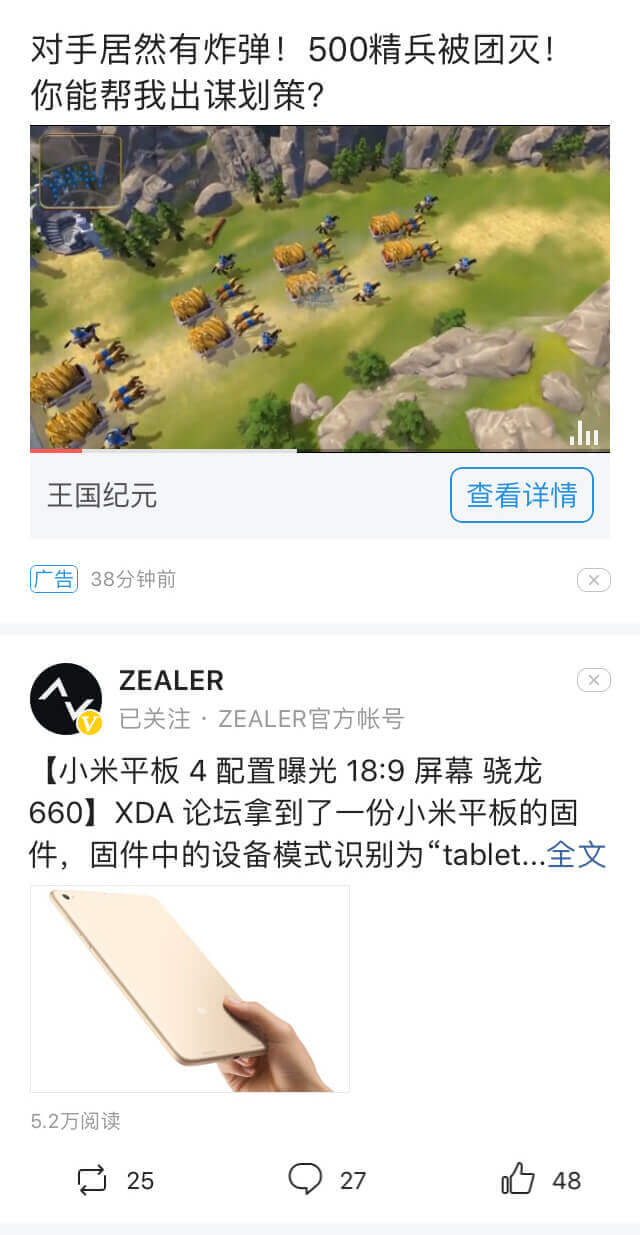 对手居然有炸弹！500精兵被团灭！
你能帮我出谋划策？
王国纪元
查看详情
广告 38分钟前
ZEALER
已关注 · ZEALER官方帐号
【小米平板 4 配置曝光 18:9 屏幕 骁龙
660】XDA 论坛拿到了一份小米平板的固
件，固件中的设备模式识别为“tablet...全文
5.2万阅读
25 27 48